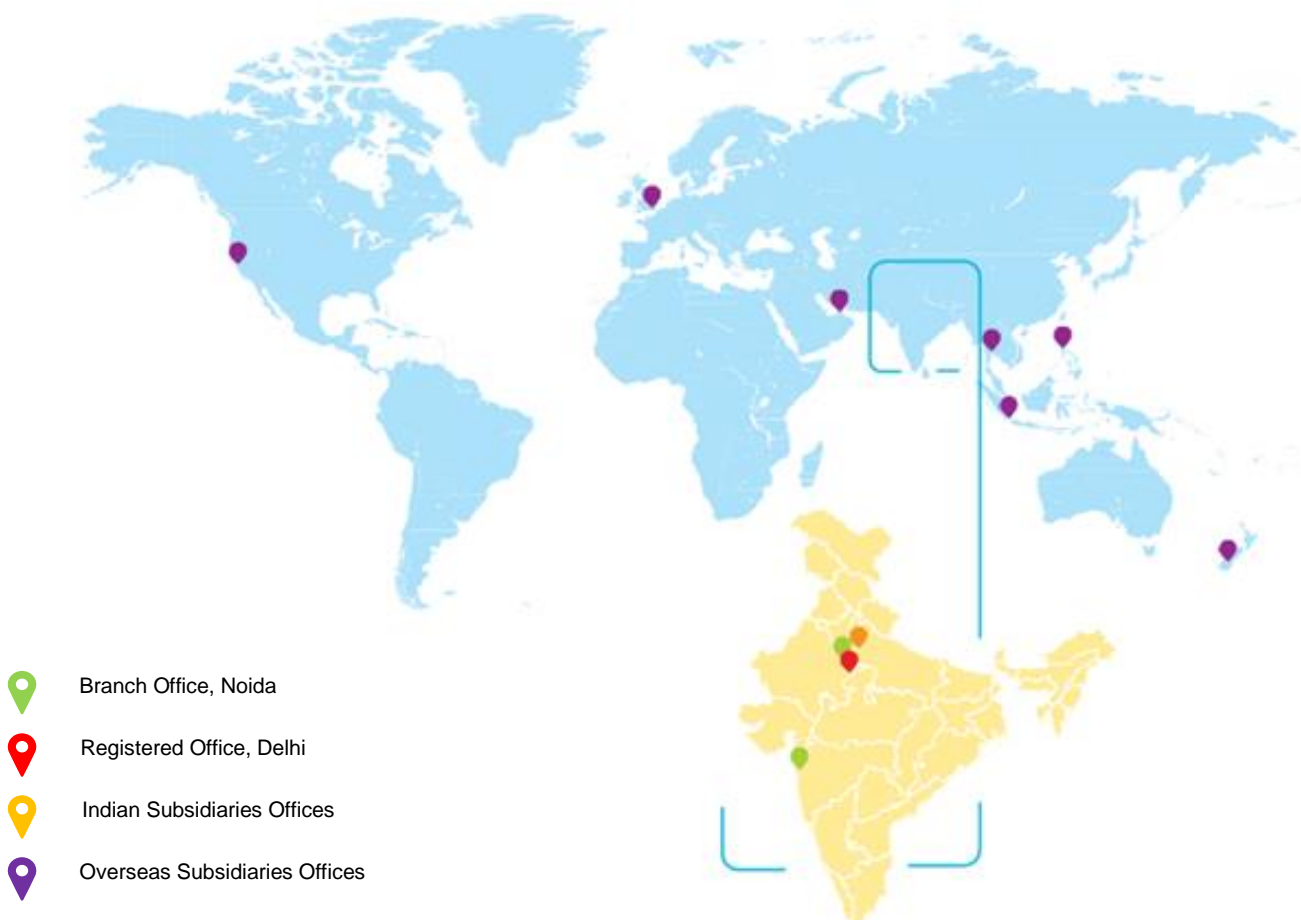 Branch Office, Noida
Registered Office, Delhi
Indian Subsidiaries Offices
Overseas Subsidiaries Offices